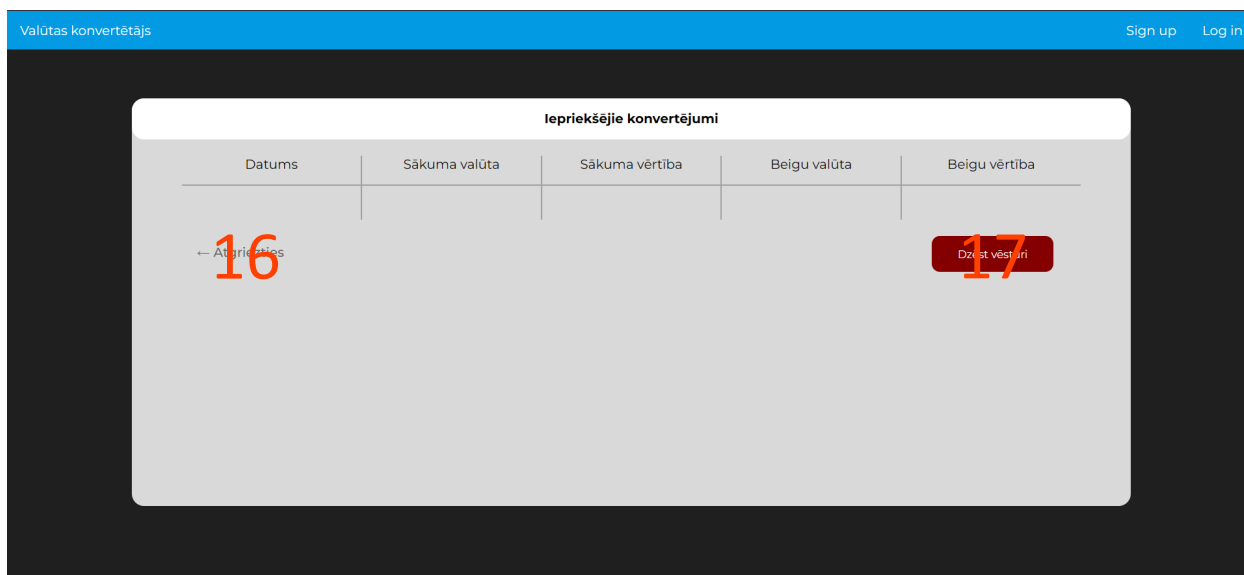 Valūtas konvertētājs Sign up Log in
Iepriekšējie konvertējumi
Datums Sākuma valūta Sākuma vērtība Beigu valūta Beigu vērtība
← Atgriezties Dzēst vēsturi
16 17